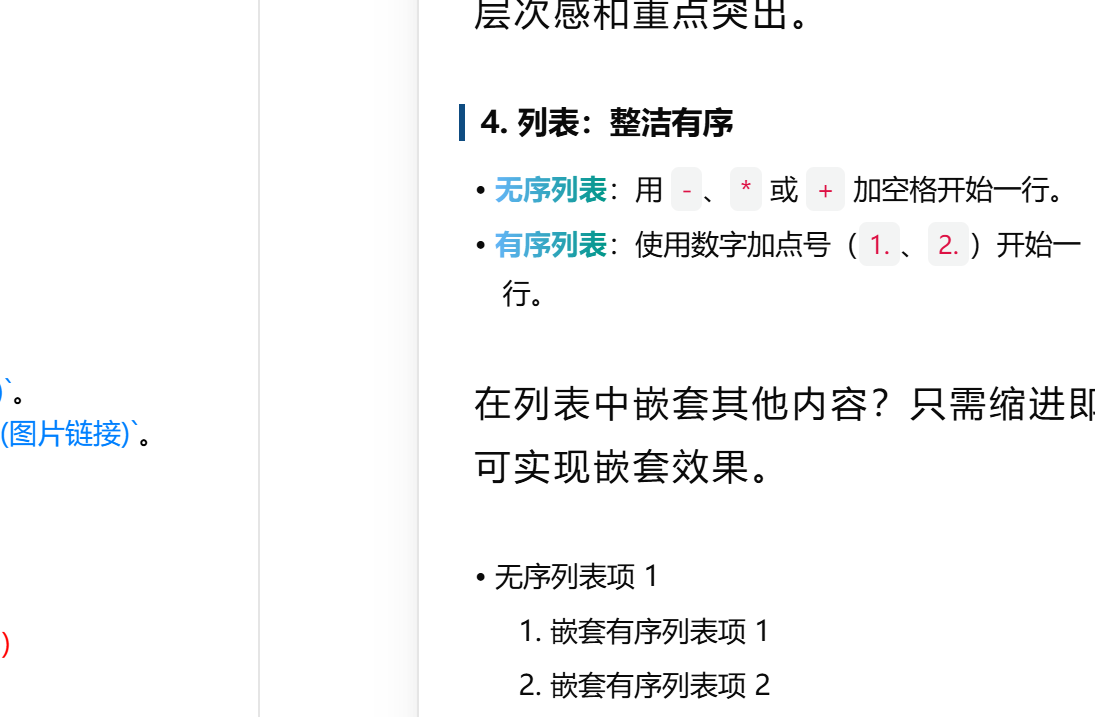 层次感和重点突出。
4. 列表：整洁有序
• 无序列表：用 - 、 * 或 + 加空格开始一行。
• 有序列表：使用数字加点号（1. 、 2. ）开始一
行。
)`。
(图片链接)`。
在列表中嵌套其他内容？只需缩进即
可实现嵌套效果。
• 无序列表项 1
1. 嵌套有序列表项 1
)
2. 嵌套有序列表项 2